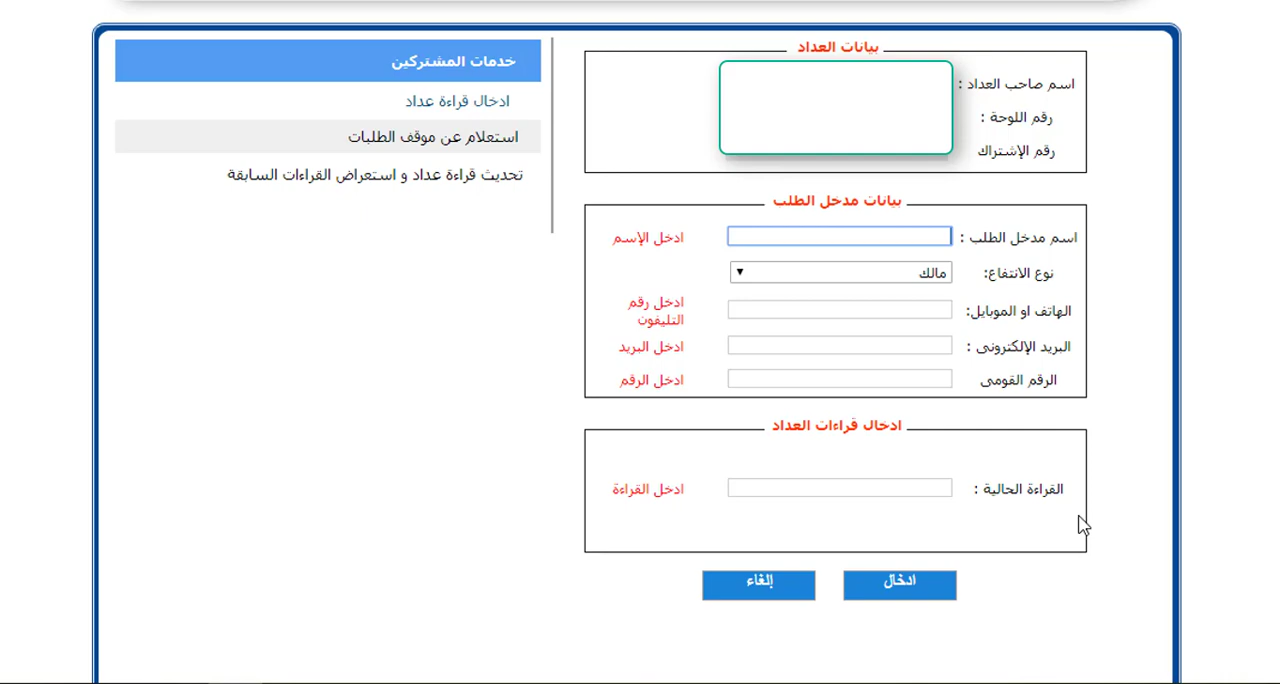 خدمات المشتركين
ادخال قراءة عداد
استعلام عن موقف الطلبات
تحديث قراءة عداد و استعراض القراءات السابقة
بيانات العداد
اسم صاحب العداد :
رقم اللوحة :
رقم الإشتراك
بيانات مدخل الطلب
اسم مدخل الطلب :
ادخل الإسم
نوع الانتفاع:
مالك
الهاتف او الموبايل:
ادخل رقم
التليفون
البريد الإلكترونى :
ادخل البريد
الرقم القومى
ادخل الرقم
ادخال قراءات العداد
القراءة الحالية :
ادخل القراءة
ادخال
إلغاء